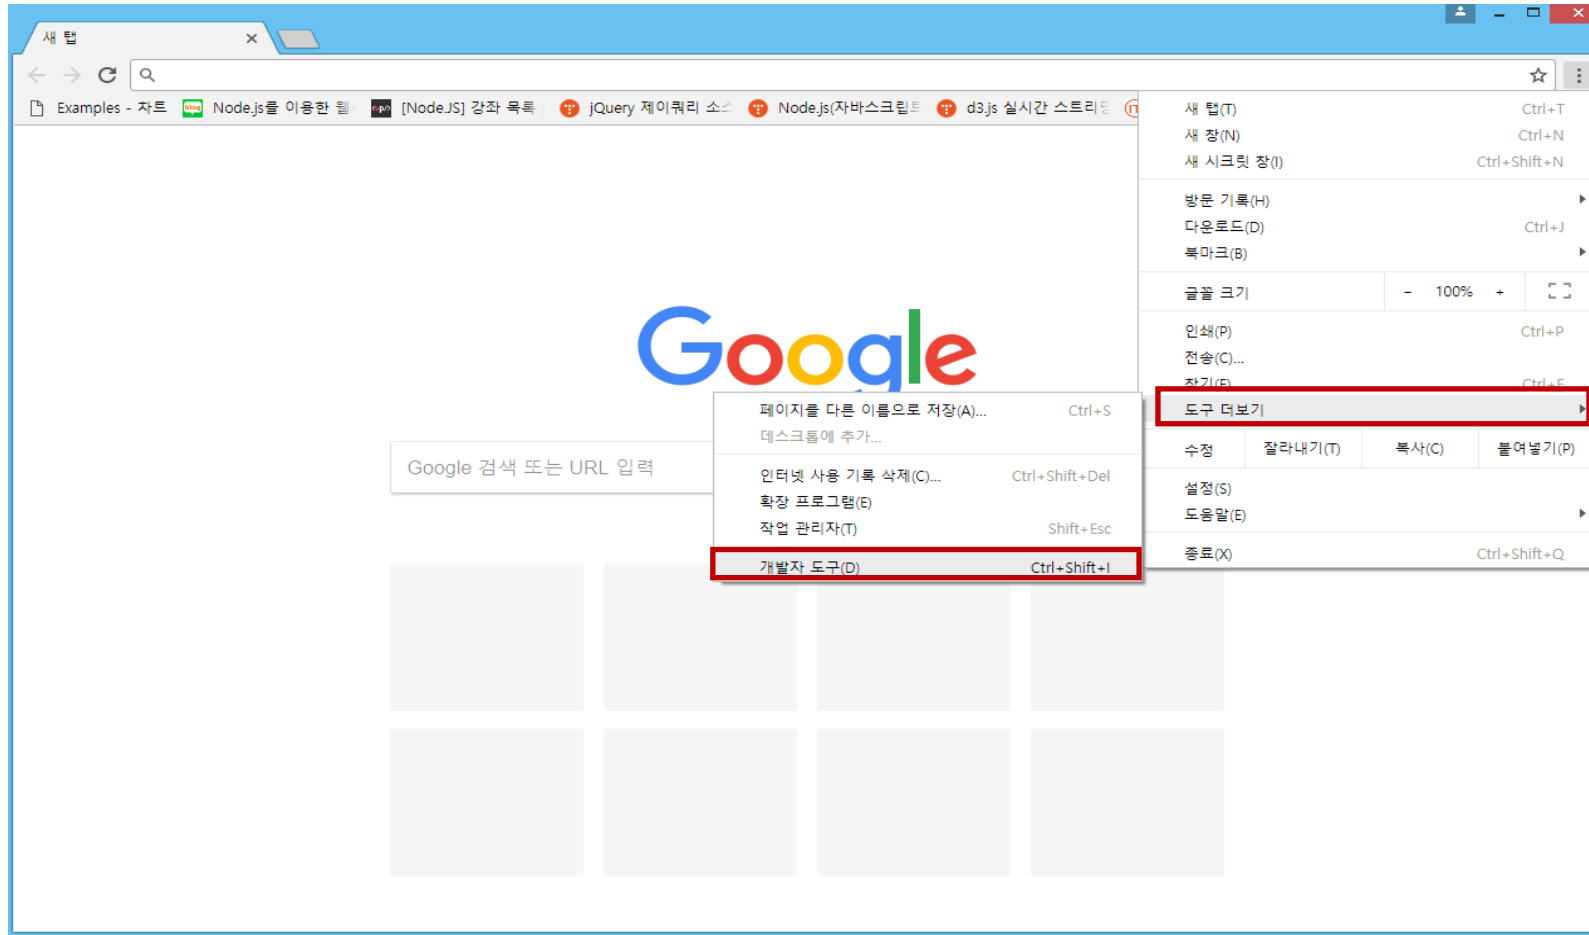 새 탭
Examples - 차트 Node.js를 이용한 웹 [NodeJS] 강좌 목록 jQuery 제이쿼리 소스 Node.js(자바스크립트 d3.js 실시간 스트리밍
새 탭(T) Ctrl+T
새 창(N) Ctrl+N
새 시크릿 창(I) Ctrl+Shift+N
방문 기록(H)
다운로드(D) Ctrl+J
북마크(B)
글꼴 크기 - 100% +
인쇄(P) Ctrl+P
전송(C)...
찾기(F) Ctrl+F
도구 더보기
수정 잘라내기(T) 복사(C) 붙여넣기(P)
설정(S)
도움말(E)
종료(X) Ctrl+Shift+Q
Google
페이지를 다른 이름으로 저장(A)... Ctrl+S
데스크톱에 추가...
인터넷 사용 기록 삭제(C)... Ctrl+Shift+Del
확장 프로그램(E)
작업 관리자(T) Shift+Esc
개발자 도구(D) Ctrl+Shift+I
Google 검색 또는 URL 입력